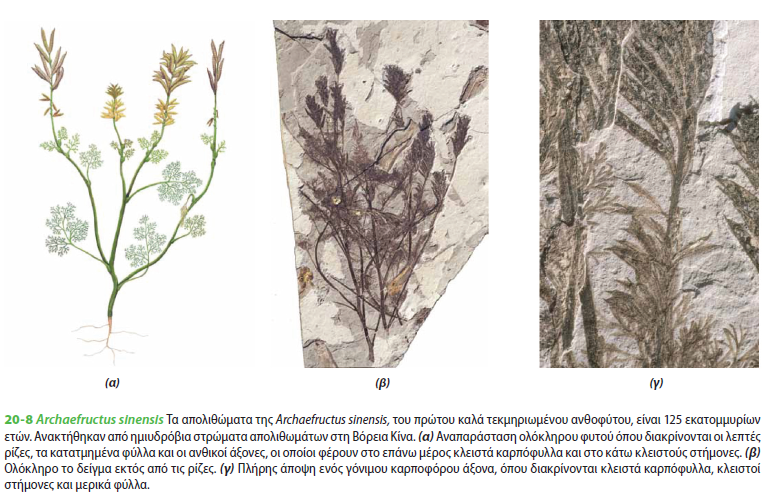 (α)
(β)
(γ)
20-8 Archaefructus sinensis Τα απολιθώματα της Archaefructus sinensis, του πρώτου καλά τεκμηριωμένου ανθοφύτου, είναι 125 εκατομμυρίων
ετών. Ανακτήθηκαν από ημιυδρόβια στρώματα απολιθωμάτων στη Βόρεια Κίνα. (α) Αναπαράσταση ολόκληρου φυτού όπου διακρίνονται οι λεπτές
ρίζες, τα κατατμημένα φύλλα και οι ανθικοί άξονες, οι οποίοι φέρουν στο επάνω μέρος κλειστά καρπόφυλλα και στο κάτω κλειστούς στήμονες. (β)
Ολόκληρο το δείγμα εκτός από τις ρίζες. (γ) Πλήρης άποψη ενός γόνιμου καρποφόρου άξονα, όπου διακρίνονται κλειστά καρπόφυλλα, κλειστοί
στήμονες και μερικά φύλλα.